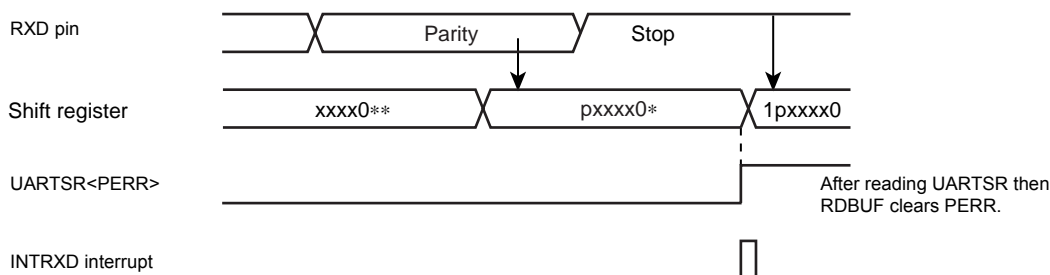 RXD pin
Parity
Stop
Shift register
xxxx0**
pxxxx0*
1pxxxx0
UARTSR<PERR>
After reading UARTSR then
RDBUF clears PERR.
INTRXD interrupt